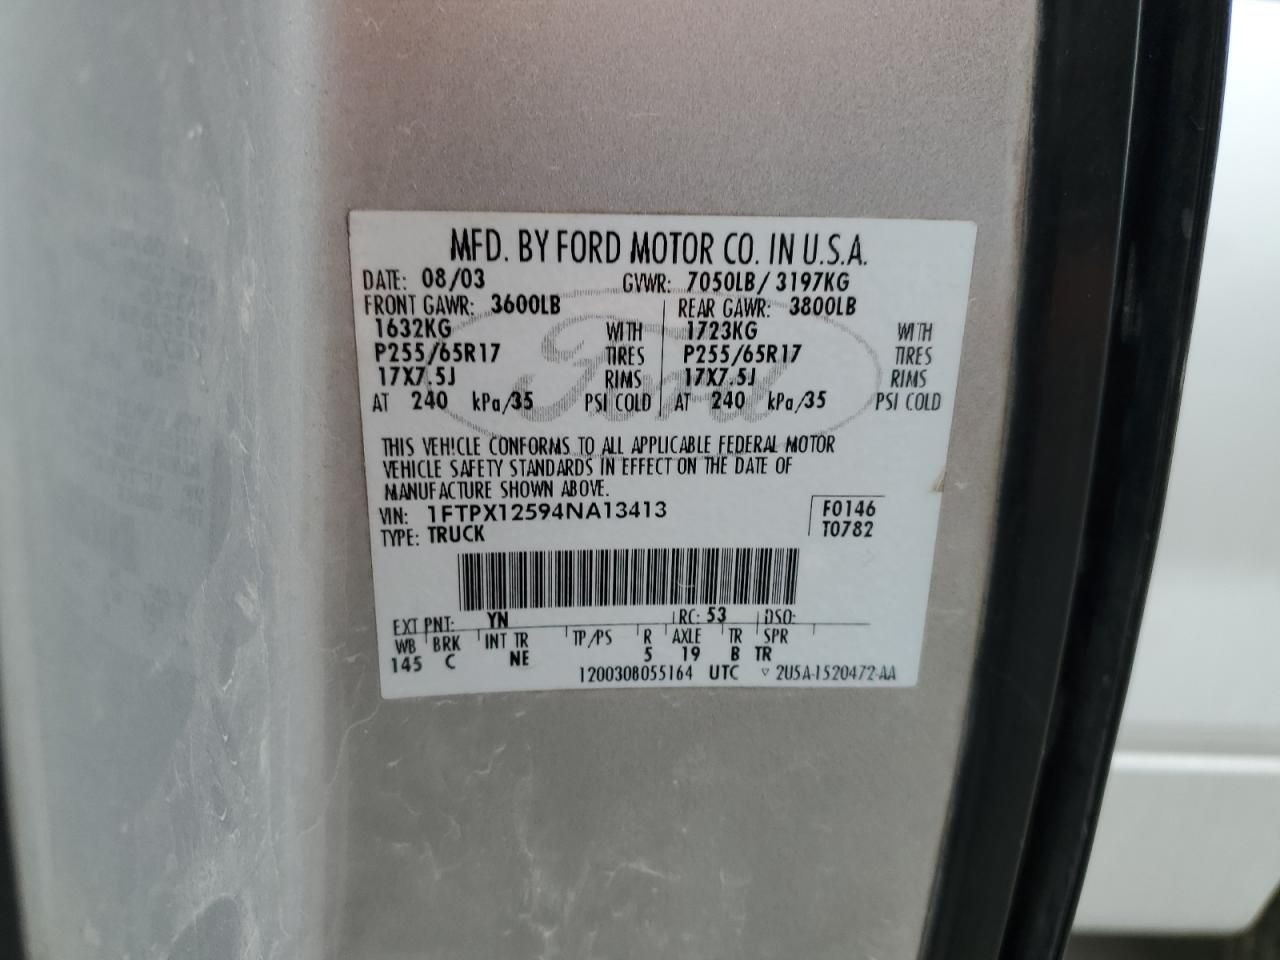 MFD. BY FORD MOTOR CO. IN U.S.A.
DATE: 08/03 GVWR: 7050LB/ 3197KG
FRONT GAWR: 3600LB REAR GAWR: 3800LB
1632KG WITH 1723KG WITH
P255/65R17 TIRES P255/65R17 TIRES
17X7.5J RIMS 17X7.5J RIMS
AT 240 kPa/35 PSI COLD AT 240 kPa/35 PSI COLD
Ford
THIS VEHICLE CONFORMS TO ALL APPLICABLE FEDERAL MOTOR
VEHICLE SAFETY STANDARDS IN EFFECT ON THE DATE OF
MANUFACTURE SHOWN ABOVE.
VIN: 1FTPX12594NA13413 F0146
TYPE: TRUCK T0782
EXT PNT: YN RC: 53 DSO:
WB BRK INT TR TP/PS R AXLE TR SPR
145 C NE 5 19 B TR
1200308055164 UTC ▽ 2U5A-1520472-AA